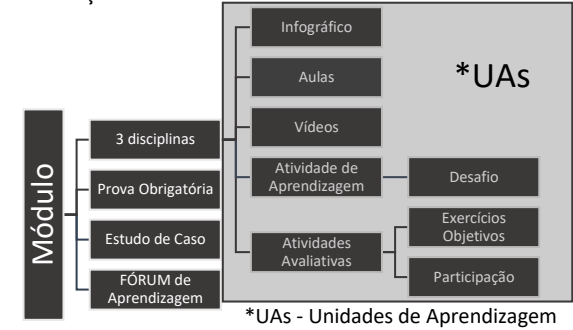 Módulo
3 disciplinas
Prova Obrigatória
Estudo de Caso
FÓRUM de
Aprendizagem
Infográfico
Aulas
Vídeos
Atividade de
Aprendizagem
Atividades
Avaliativas
Desafio
Exercícios
Objetivos
Participação
*UAs
*UAs - Unidades de Aprendizagem